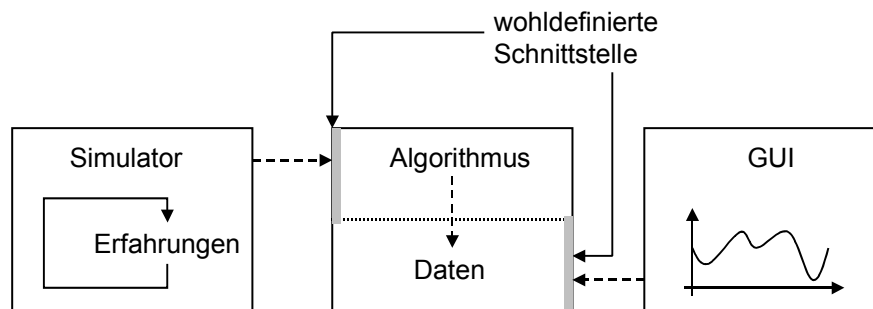 wohldefinierte
Schnittstelle
Simulator
Algorithmus
GUI
Erfahrungen
Daten